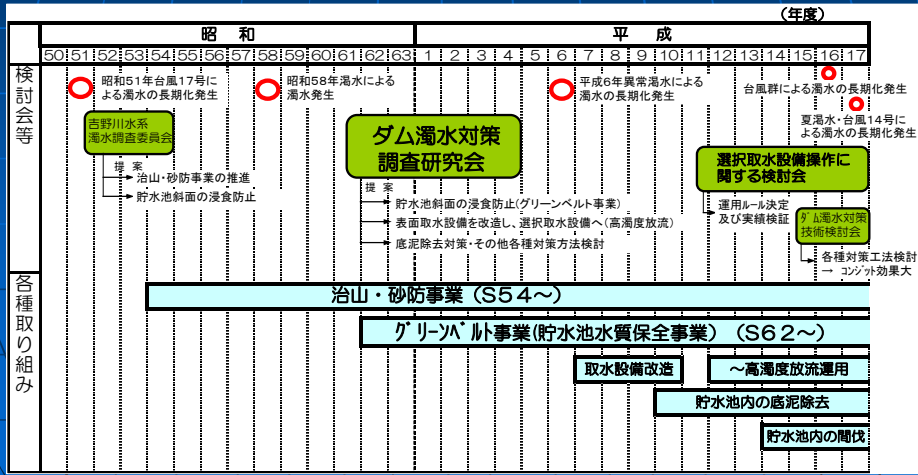 (年度)
昭 和
平 成
50 51 52 53 54 55 56 57 58 59 60 61 62 63 1 2 3 4 5 6 7 8 9 10 11 12 13 14 15 16 17
検討会等
昭和51年台風17号に
よる濁水の長期化発生
昭和58年渇水による
濁水発生
平成6年異常渇水による
濁水の長期化発生
台風群による濁水の長期化発生
夏渇水・台風14号に
よる濁水の長期化発生
吉野川水系
濁水調査委員会
提 案
治山・砂防事業の推進
貯水池斜面の浸食防止
ダム濁水対策
調査研究会
提 案
貯水池斜面の浸食防止(グリーンベルト事業)
表面取水設備を改造し、選択取水設備へ(高濁度放流)
底泥除去対策・その他各種対策方法検討
選択取水設備操作に
関する検討会
運用ルール決定
及び実績検証
ダム濁水対策
技術検討会
各種対策工法検討
→ コンジット効果大
各種取り組み
治山・砂防事業(S54~)
グリーンベルト事業(貯水池水質保全事業) (S62~)
取水設備改造
~高濁度放流運用
貯水池内の底泥除去
貯水池内の間伐